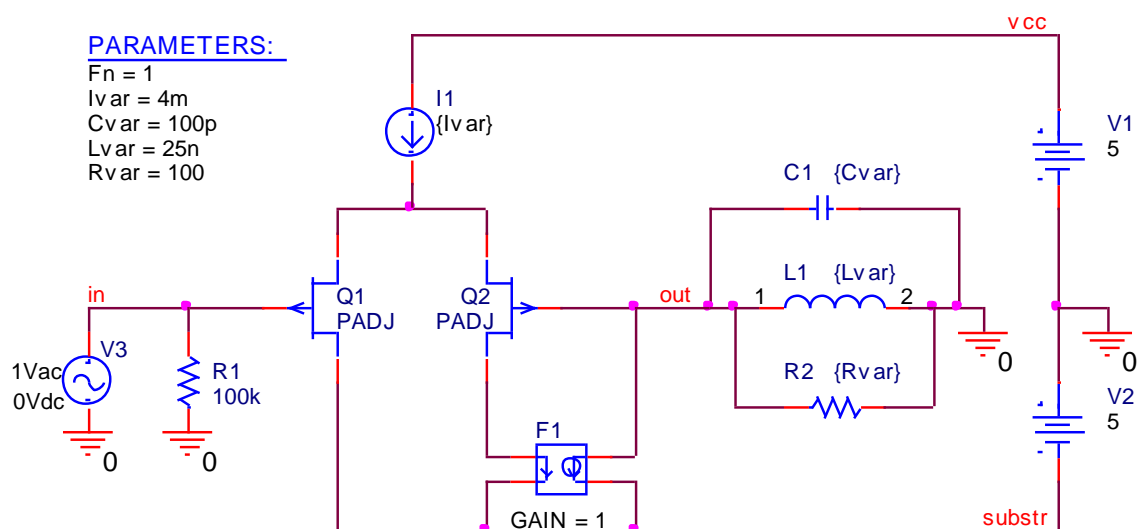 vcc
PARAMETERS:
Fn = 1
Ivar = 4m
Cvar = 100p
Lvar = 25n
Rvar = 100
I1
{Ivar}
V1
5
C1 {Cvar}
L1 {Lvar}
1 2
in
out
Q1
PADJ
Q2
PADJ
0
0
V3
1Vac
0Vdc
R1
100k
R2 {Rvar}
V2
5
F1
0
0
GAIN = 1
substr